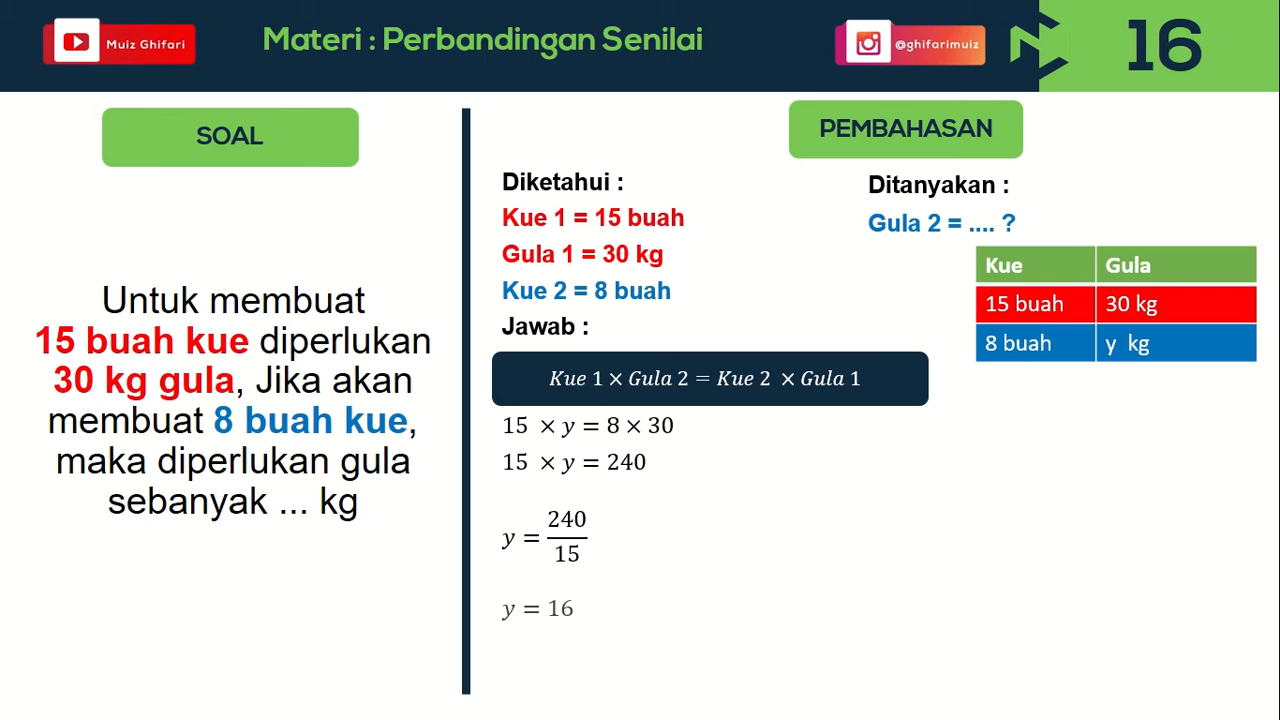 Muiz Ghifari
Materi : Perbandingan Senilai
@ghifarimuiz
16
SOAL
Untuk membuat
15 buah kue diperlukan
30 kg gula, Jika akan
membuat 8 buah kue,
maka diperlukan gula
sebanyak ... kg
PEMBAHASAN
Diketahui :
Kue 1 = 15 buah
Gula 1 = 30 kg
Kue 2 = 8 buah
Ditanyakan :
Gula 2 = .... ?
Kue Gula
15 buah 30 kg
8 buah y kg
Jawab :
Kue 1 × Gula 2 = Kue 2 × Gula 1
15 × y = 8 × 30
15 × y = 240
y = 240/15
y = 16